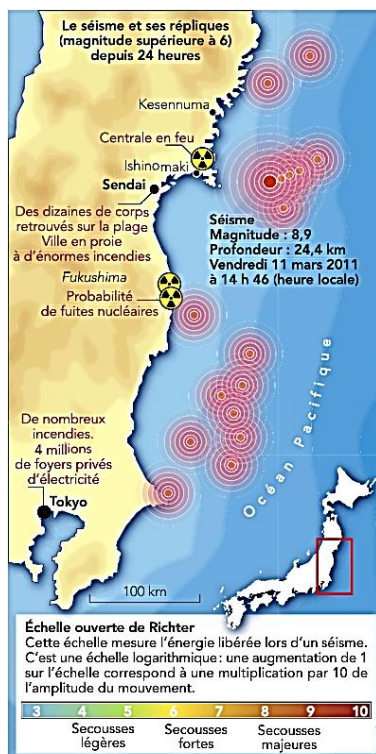 Le séisme et ses répliques
(magnitude supérieure à 6)
depuis 24 heures
Kesennuma
Centrale en feu
Ishinomaki
Sendai
Des dizaines de corps
retrouvés sur la plage
Ville en proie
à d'énormes incendies
Séisme
Magnitude : 8,9
Profondeur : 24,4 km
Vendredi 11 mars 2011
à 14 h 46 (heure locale)
Fukushima
Probabilité
de fuites nucléaires
Océan Pacifique
De nombreux
incendies.
4 millions
de foyers privés
d'électricité
Tokyo
100 km
Échelle ouverte de Richter
Cette échelle mesure l'énergie libérée lors d'un séisme.
C'est une échelle logarithmique : une augmentation de 1
sur l'échelle correspond à une multiplication par 10 de
l'amplitude du mouvement.
3 4 5 6 7 8 9 10
Secousses légères
Secousses fortes
Secousses majeures